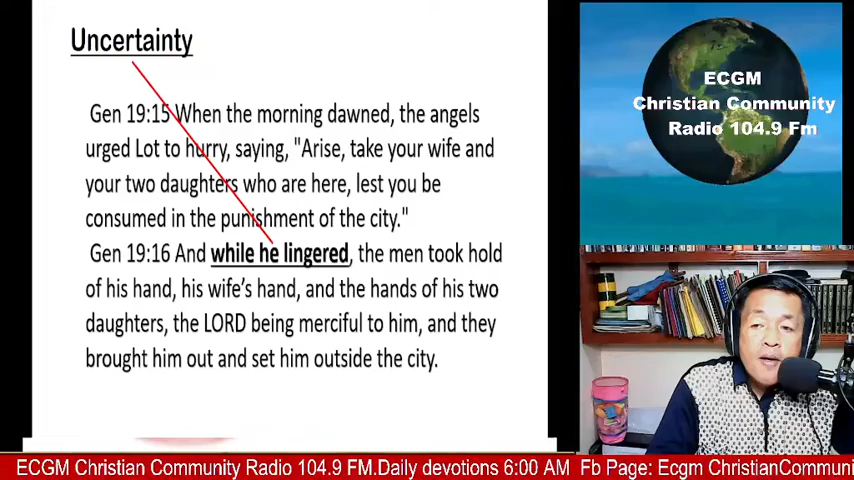 Uncertainty
Gen 19:15 When the morning dawned, the angels
urged Lot to hurry, saying, "Arise, take your wife and
your two daughters who are here, lest you be
consumed in the punishment of the city."
Gen 19:16 And while he lingered, the men took hold
of his hand, his wife's hand, and the hands of his two
daughters, the LORD being merciful to him, and they
brought him out and set him outside the city.
ECGM
Christian Community
Radio 104.9 Fm
ECGM Christian Community Radio 104.9 FM.Daily devotions 6:00 AM Fb Page: Ecgm ChristianCommuni